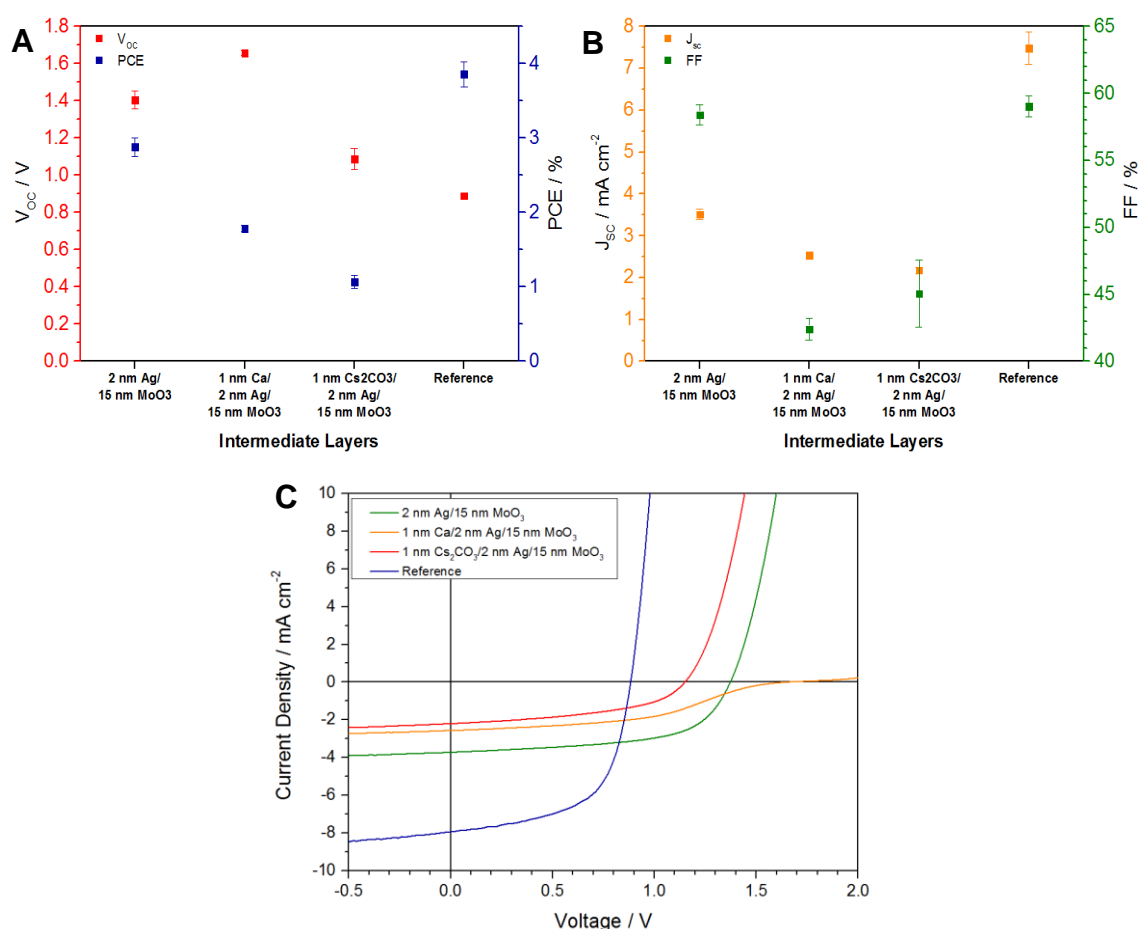 A
V_OC
PCE
1.8
1.6
1.4
1.2
1.0
0.8
0.6
0.4
0.2
0.0
V_OC / V
4
3
2
1
0
PCE / %
2 nm Ag/
15 nm MoO3
1 nm Ca/
2 nm Ag/
15 nm MoO3
1 nm Cs2CO3/
2 nm Ag/
15 nm MoO3
Reference
Intermediate Layers
B
J_sc
FF
8
7
6
5
4
3
2
1
0
J_SC / mA cm⁻²
65
60
55
50
45
40
FF / %
2 nm Ag/
15 nm MoO3
1 nm Ca/
2 nm Ag/
15 nm MoO3
1 nm Cs2CO3/
2 nm Ag/
15 nm MoO3
Reference
Intermediate Layers
C
2 nm Ag/15 nm MoO₃
1 nm Ca/2 nm Ag/15 nm MoO₃
1 nm Cs₂CO₃/2 nm Ag/15 nm MoO₃
Reference
10
8
6
4
2
0
-2
-4
-6
-8
-10
Current Density / mA cm⁻²
-0.5 0.0 0.5 1.0 1.5 2.0
Voltage / V